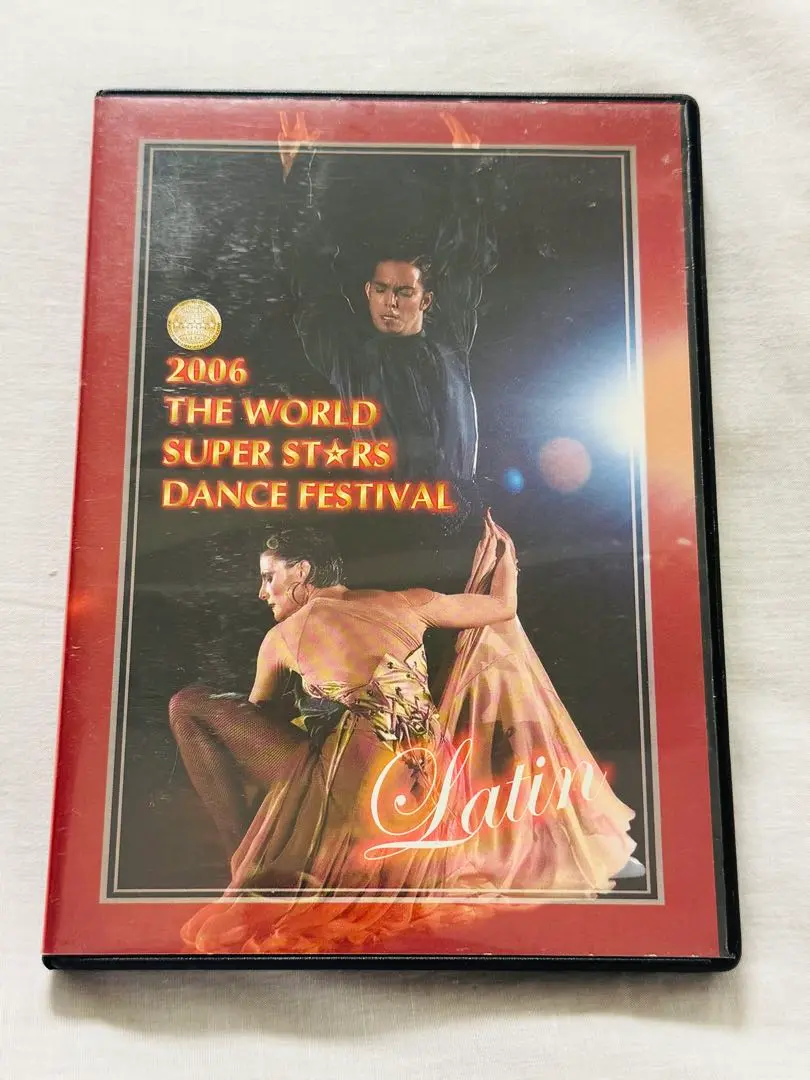 2006
THE WORLD
SUPER ST☆RS
DANCE FESTIVAL
Latin